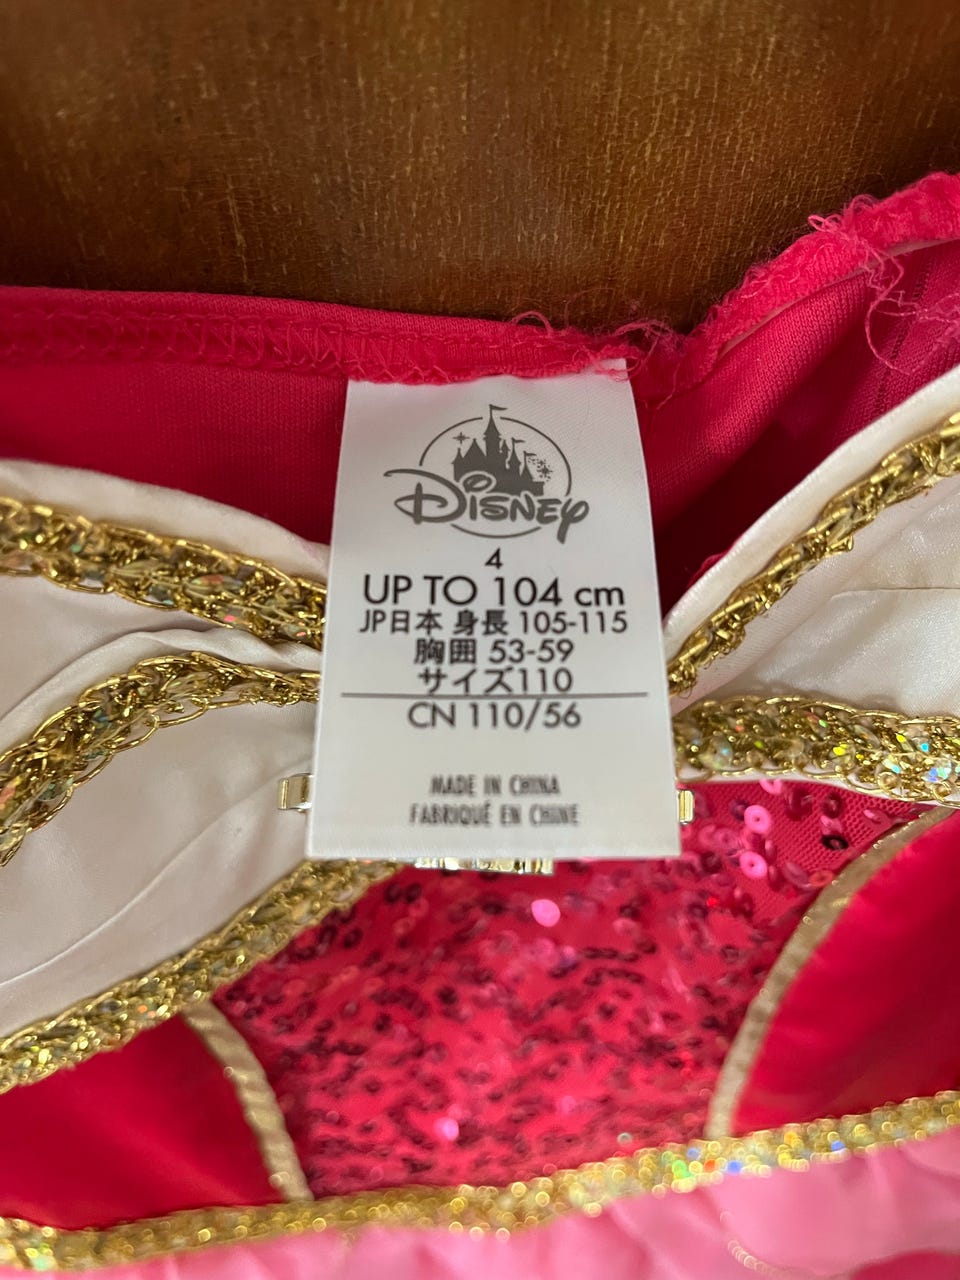 Disney
4
UP TO 104 cm
JP日本 身長 105-115
胸囲 53-59
サイズ110
CN 110/56
MADE IN CHINA
FABRIQUÉ EN CHINE